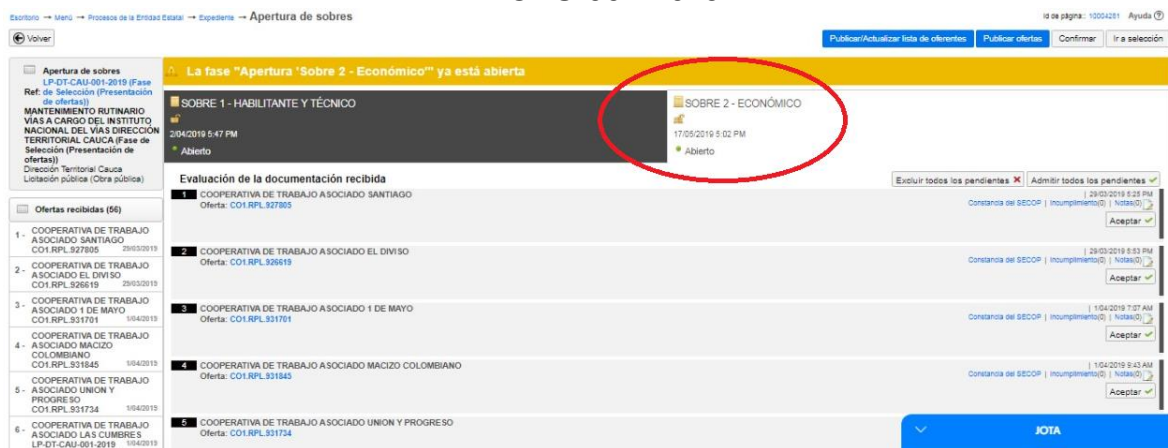 Escritorio → Menú → Procesos de la Entidad Estatal → Expediente → Apertura de sobres
Id de página: 10004281 Ayuda
Volver
Publicar/Actualizar lista de oferentes Publicar ofertas Confirmar Ir a selección
Apertura de sobres
LP-DT-CAU-001-2019 (Fase
Ref: de Selección (Presentación
de ofertas))
MANTENIMIENTO RUTINARIO
VÍAS A CARGO DEL INSTITUTO
NACIONAL DEL VÍAS DIRECCIÓN
TERRITORIAL CAUCA (Fase de
Selección (Presentación de
ofertas))
Dirección Territorial Cauca
Licitación pública (Obra pública)
Ofertas recibidas (56)
1 - COOPERATIVA DE TRABAJO
ASOCIADO SANTIAGO
CO1.RPL.927805 29/03/2019
2 - COOPERATIVA DE TRABAJO
ASOCIADO EL DIVISO
CO1.RPL.926619 29/03/2019
3 - COOPERATIVA DE TRABAJO
ASOCIADO 1 DE MAYO
CO1.RPL.931701 1/04/2019
COOPERATIVA DE TRABAJO
4 - ASOCIADO MACIZO
COLOMBIANO
CO1.RPL.931845 1/04/2019
COOPERATIVA DE TRABAJO
5 - ASOCIADO UNION Y
PROGRESO
CO1.RPL.931734 1/04/2019
6 - COOPERATIVA DE TRABAJO
ASOCIADO LAS CUMBRES
LP-DT-CAU-001-2019 1/04/2019
La fase "Apertura 'Sobre 2 - Económico'" ya está abierta
SOBRE 1 - HABILITANTE Y TÉCNICO
2/04/2019 5:47 PM
Abierto
SOBRE 2 - ECONÓMICO
17/05/2019 5:02 PM
Abierto
Evaluación de la documentación recibida
Excluir todos los pendientes Admitir todos los pendientes
1 COOPERATIVA DE TRABAJO ASOCIADO SANTIAGO
Oferta: CO1.RPL.927805
| 29/03/2019 5:25 PM
Constancia del SECOP | Incumplimiento(0) | Notas(0)
Aceptar
2 COOPERATIVA DE TRABAJO ASOCIADO EL DIVISO
Oferta: CO1.RPL.926619
| 29/03/2019 5:53 PM
Constancia del SECOP | Incumplimiento(0) | Notas(0)
Aceptar
3 COOPERATIVA DE TRABAJO ASOCIADO 1 DE MAYO
Oferta: CO1.RPL.931701
| 1/04/2019 7:07 AM
Constancia del SECOP | Incumplimiento(0) | Notas(0)
Aceptar
4 COOPERATIVA DE TRABAJO ASOCIADO MACIZO COLOMBIANO
Oferta: CO1.RPL.931845
| 1/04/2019 9:43 AM
Constancia del SECOP | Incumplimiento(0) | Notas(0)
Aceptar
5 COOPERATIVA DE TRABAJO ASOCIADO UNION Y PROGRESO
Oferta: CO1.RPL.931734
JOTA